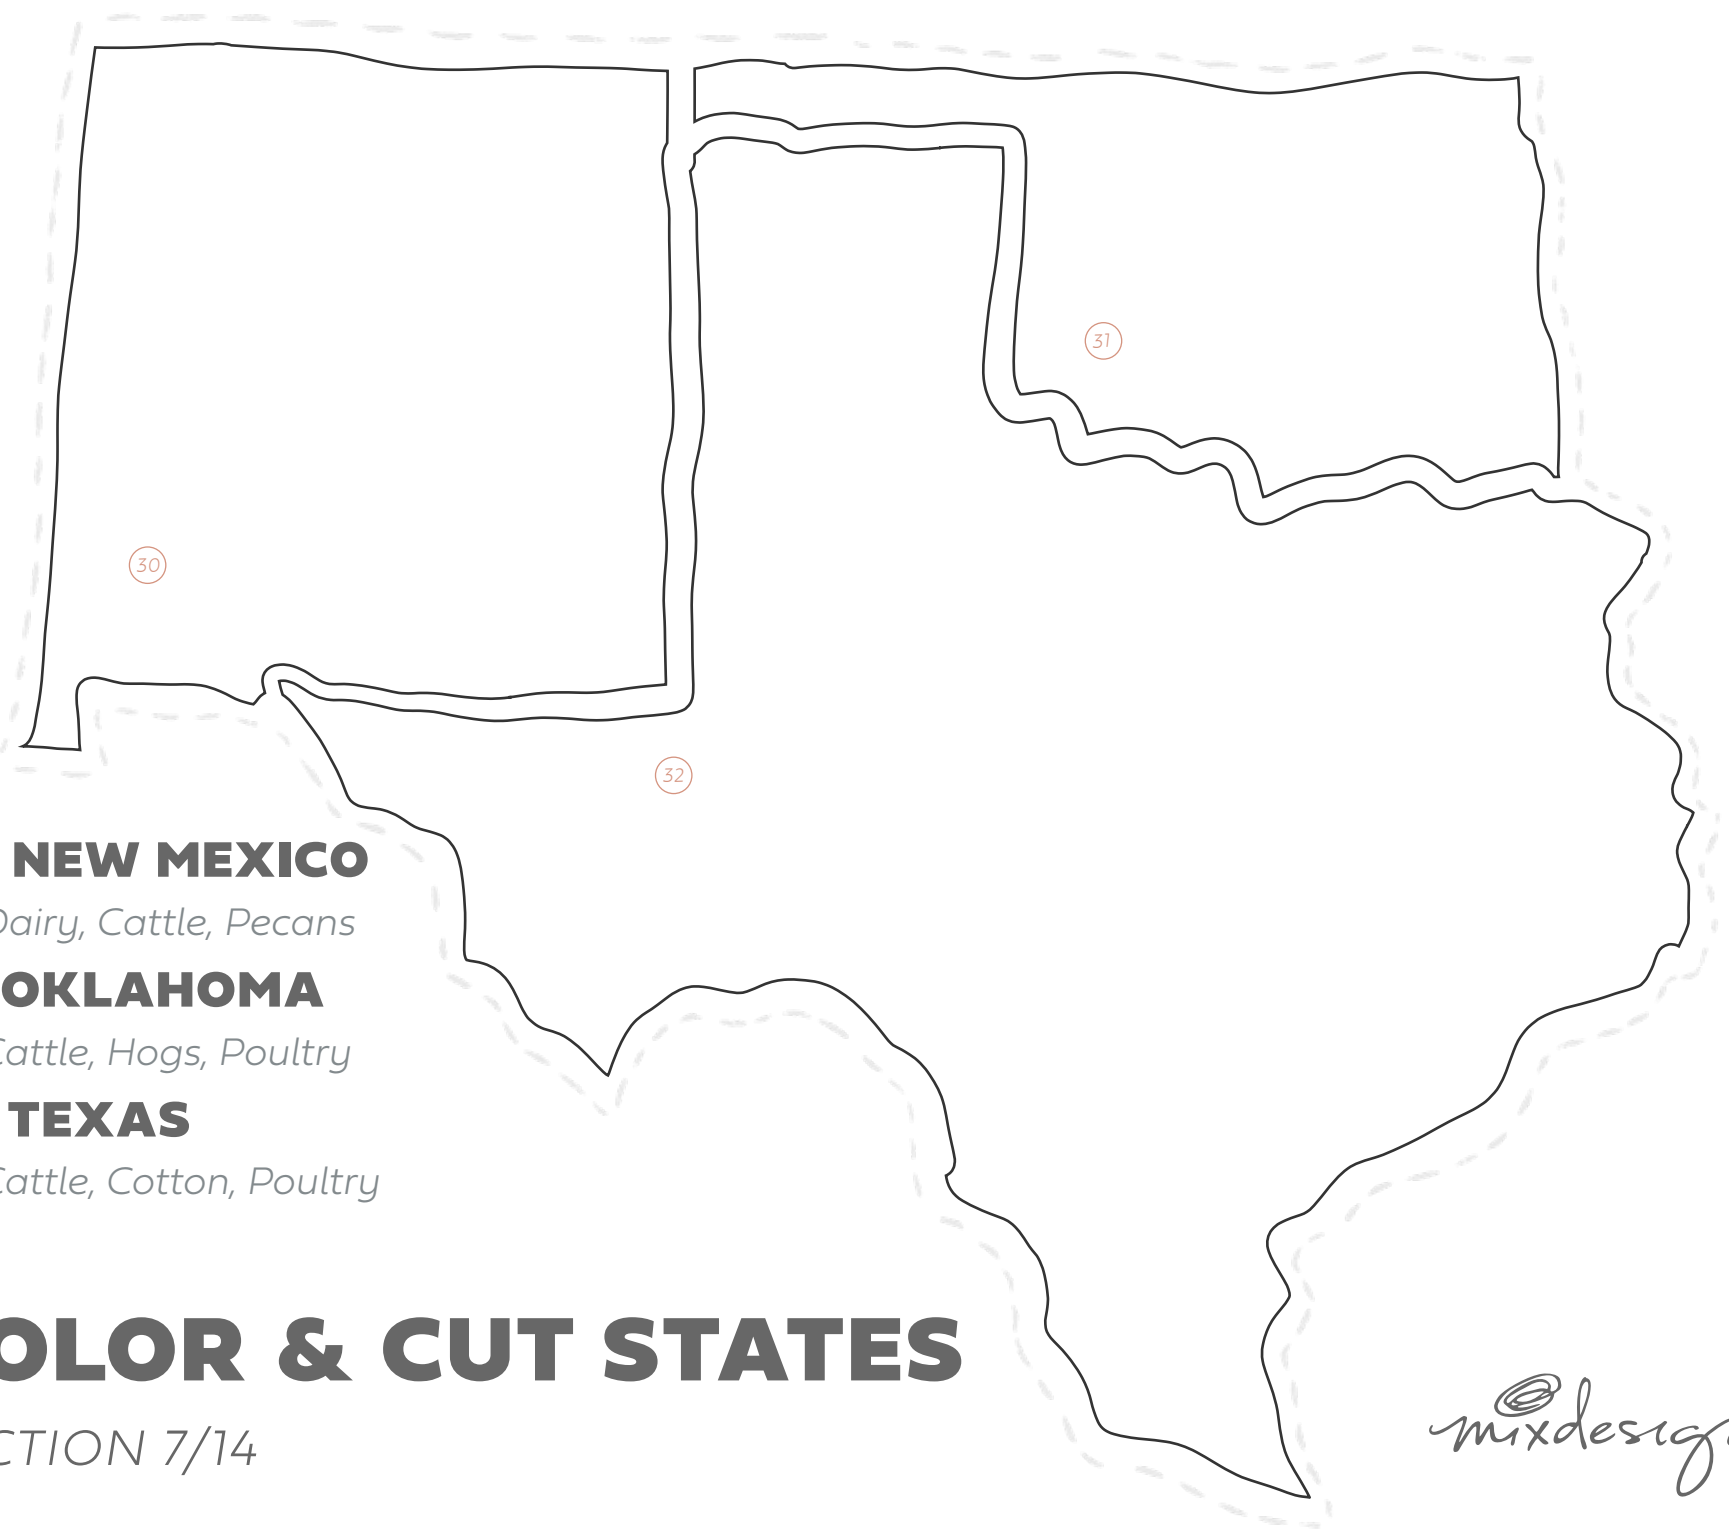 31
30
32
NEW MEXICO
Dairy, Cattle, Pecans
OKLAHOMA
Cattle, Hogs, Poultry
TEXAS
Cattle, Cotton, Poultry
OLOR & CUT STATES
CTION 7/14
mixdesig